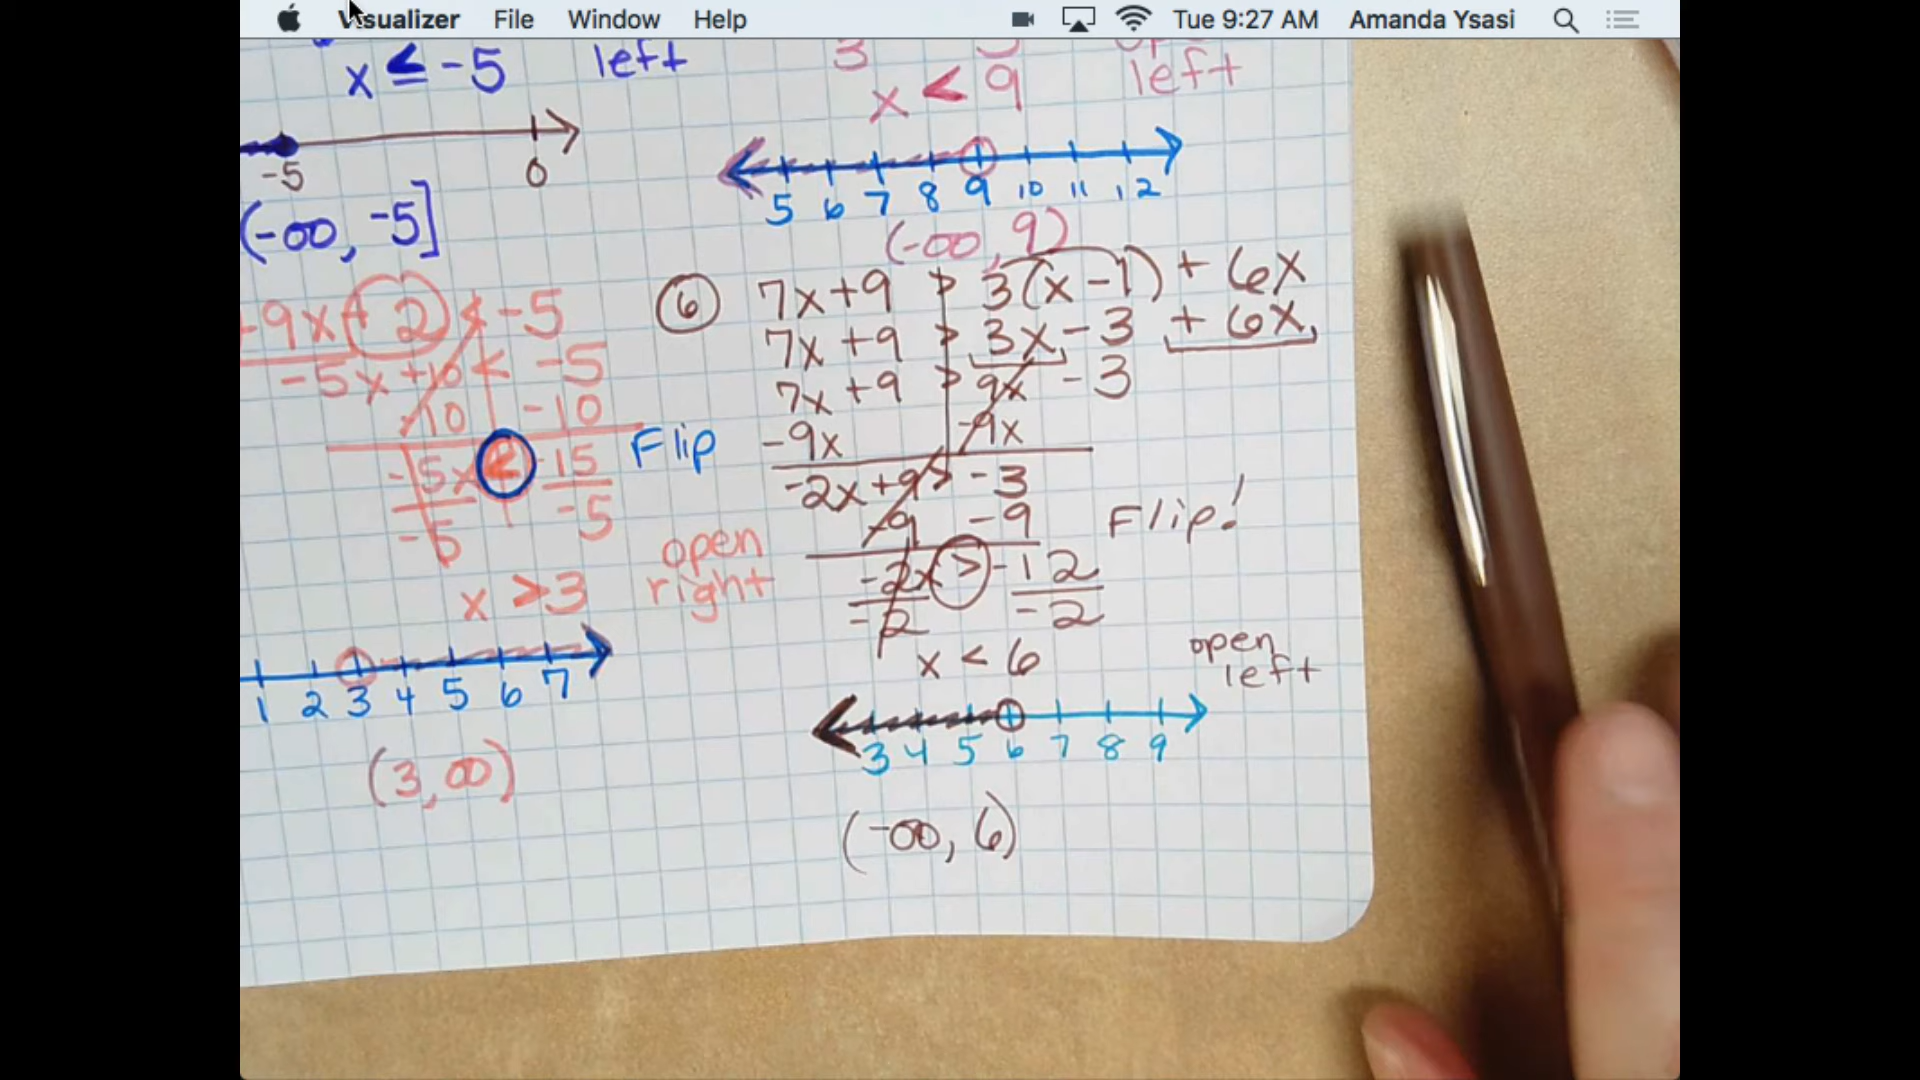 Visualizer File Window Help Tue 9:27 AM Amanda Ysasi
x ≤ -5 left
-5 0
(-∞, -5]
+9x + 2 < -5
-5x +10 < -5
-10 -10
-5x < -15 Flip
-5 -5
x > 3 open right
1 2 3 4 5 6 7
(3, ∞)
3
x < 9 left
5 6 7 8 9 10 11 12
(-∞, 9)
6 7x+9 > 3(x-1) + 6x
7x +9 > 3x - 3 + 6x
7x +9 > 9x - 3
-9x -9x
-2x+9 > -3
-9 -9 Flip!
-2x > -12
-2 -2
x < 6 open left
3 4 5 6 7 8 9
(-∞, 6)